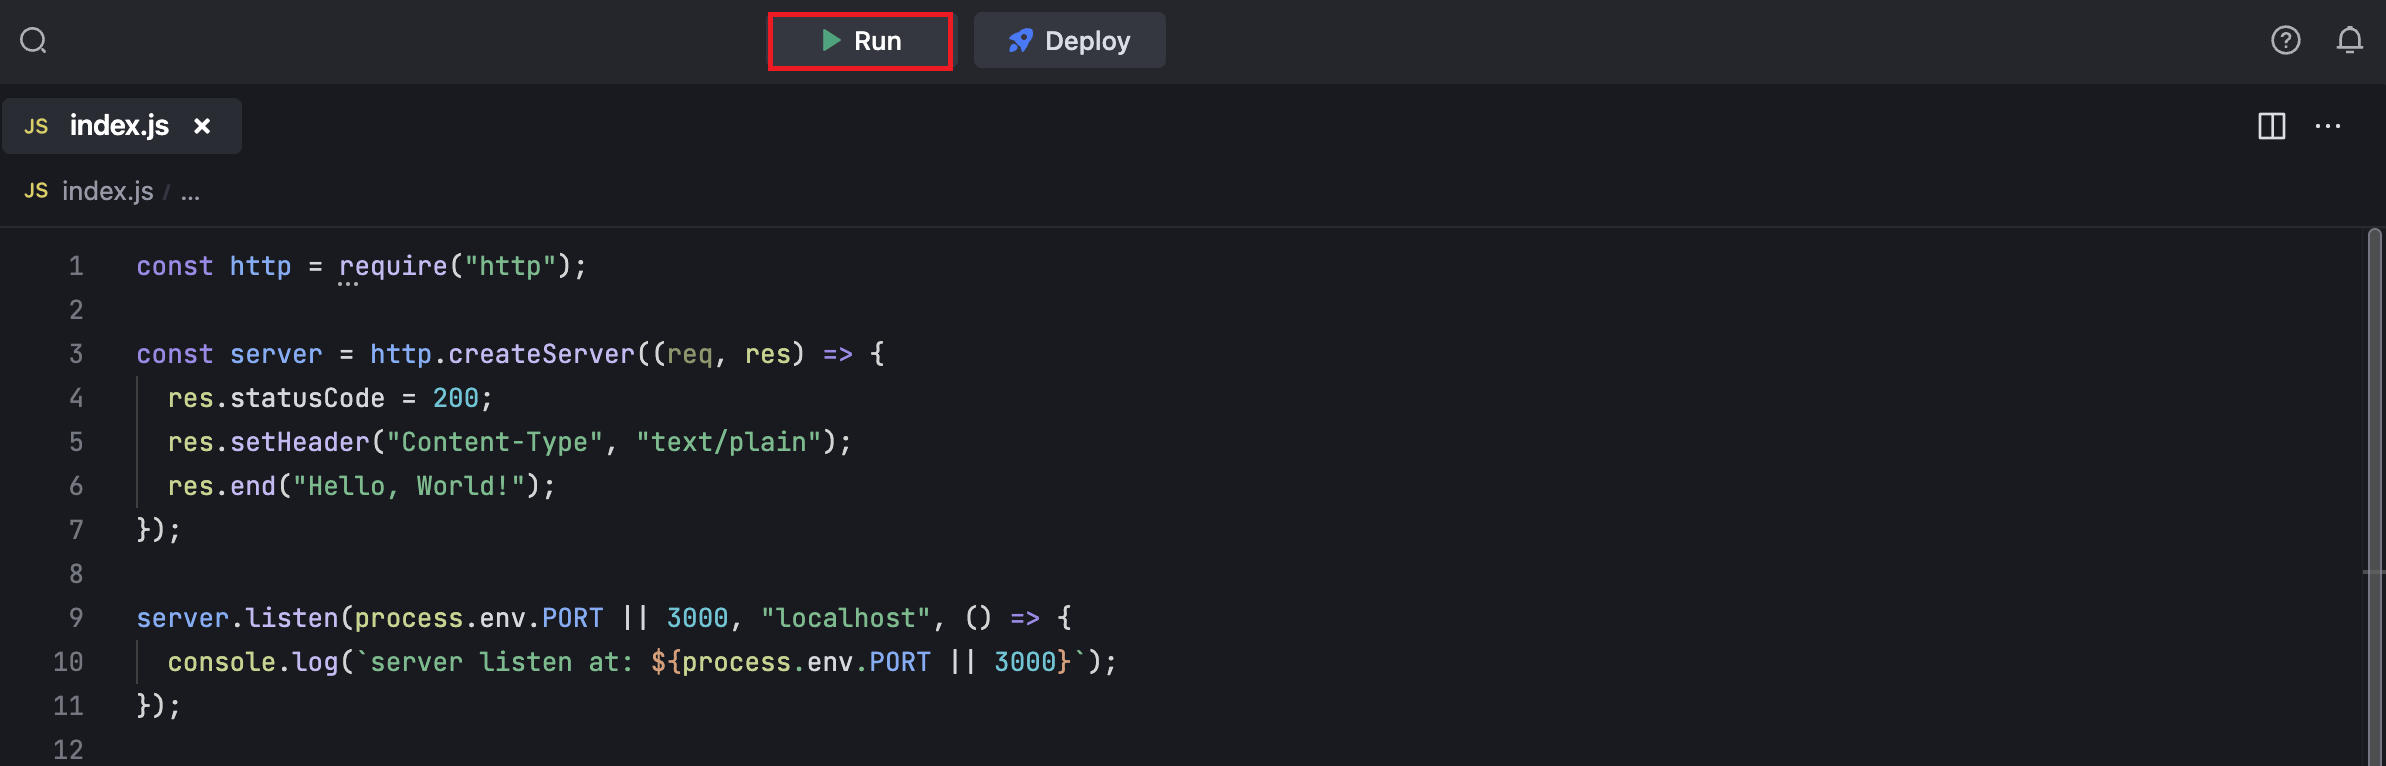 Run Deploy
JS index.js ×
JS index.js / ...
1 const http = require("http");
2
3 const server = http.createServer((req, res) => {
4   res.statusCode = 200;
5   res.setHeader("Content-Type", "text/plain");
6   res.end("Hello, World!");
7 });
8
9 server.listen(process.env.PORT || 3000, "localhost", () => {
10   console.log(`server listen at: ${process.env.PORT || 3000}`);
11 });
12